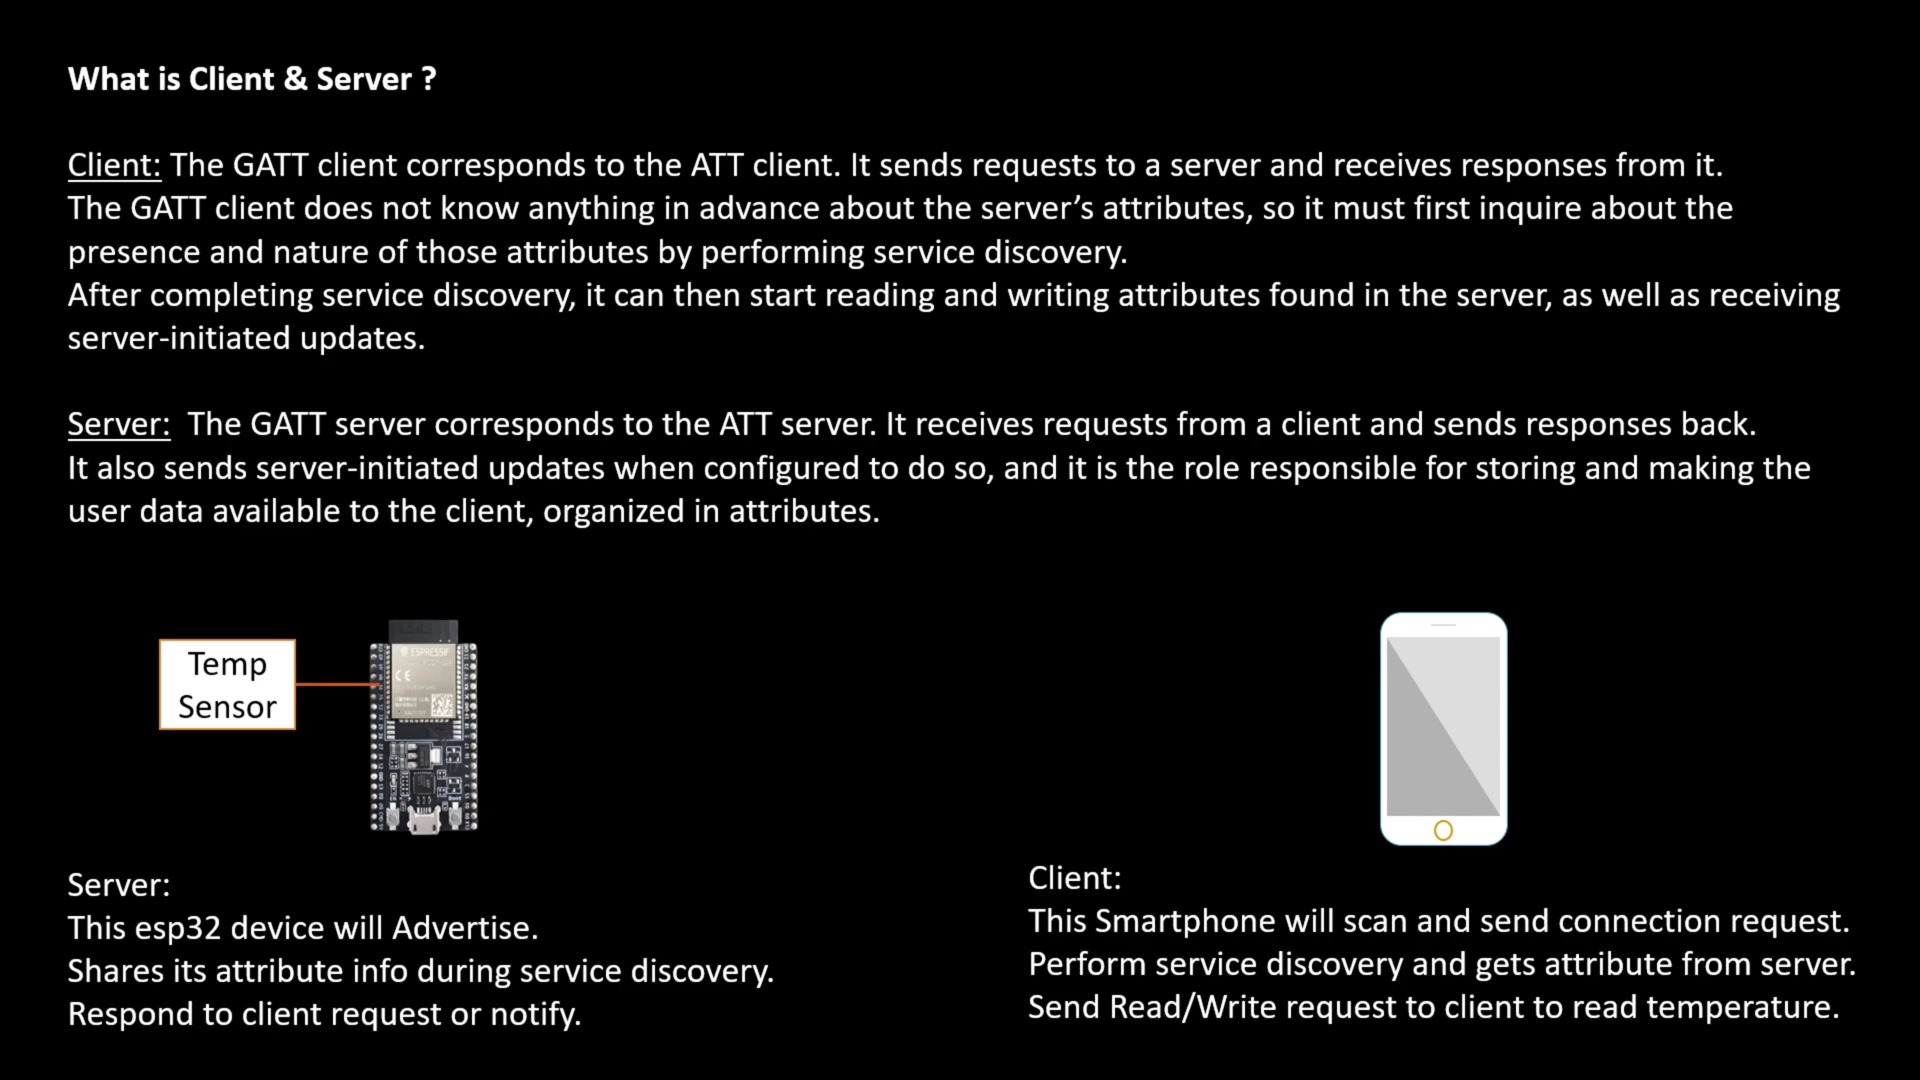 What is Client & Server ?
Client: The GATT client corresponds to the ATT client. It sends requests to a server and receives responses from it.
The GATT client does not know anything in advance about the server’s attributes, so it must first inquire about the
presence and nature of those attributes by performing service discovery.
After completing service discovery, it can then start reading and writing attributes found in the server, as well as receiving
server-initiated updates.
Server:  The GATT server corresponds to the ATT server. It receives requests from a client and sends responses back.
It also sends server-initiated updates when configured to do so, and it is the role responsible for storing and making the
user data available to the client, organized in attributes.
Temp
Sensor
ESPRESSIF
CE
Server:
This esp32 device will Advertise.
Shares its attribute info during service discovery.
Respond to client request or notify.
Client:
This Smartphone will scan and send connection request.
Perform service discovery and gets attribute from server.
Send Read/Write request to client to read temperature.